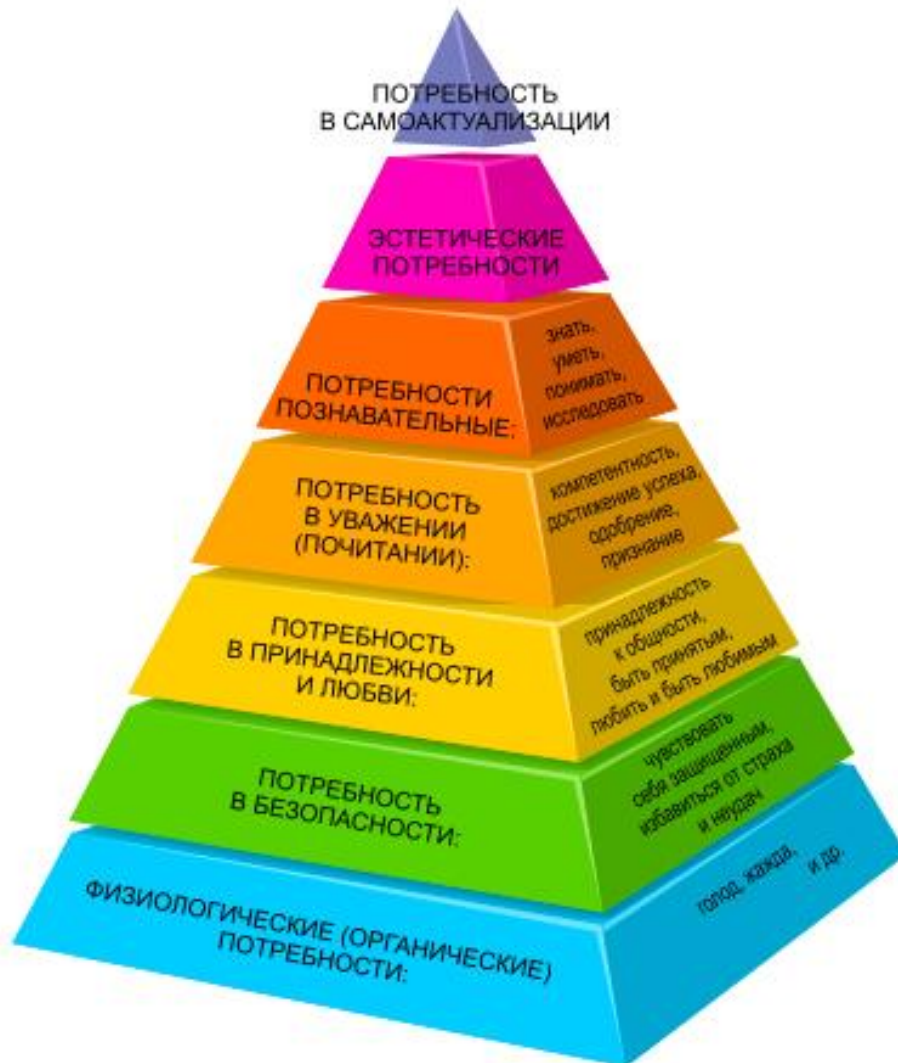 ПОТРЕБНОСТЬ
В САМОАКТУАЛИЗАЦИИ
ЭСТЕТИЧЕСКИЕ
ПОТРЕБНОСТИ
ПОТРЕБНОСТИ
ПОЗНАВАТЕЛЬНЫЕ:
знать,
уметь,
понимать,
исследовать
ПОТРЕБНОСТЬ
В УВАЖЕНИИ
(ПОЧИТАНИИ):
компетентность,
достижение успеха,
одобрение,
признание
ПОТРЕБНОСТЬ
В ПРИНАДЛЕЖНОСТИ
И ЛЮБВИ:
принадлежность
к общности,
быть принятым,
любить и быть любимым
ПОТРЕБНОСТЬ
В БЕЗОПАСНОСТИ:
чувствовать
себя защищенным,
избавиться от страха
и неудач
ФИЗИОЛОГИЧЕСКИЕ (ОРГАНИЧЕСКИЕ)
ПОТРЕБНОСТИ:
голод, жажда,
и др.